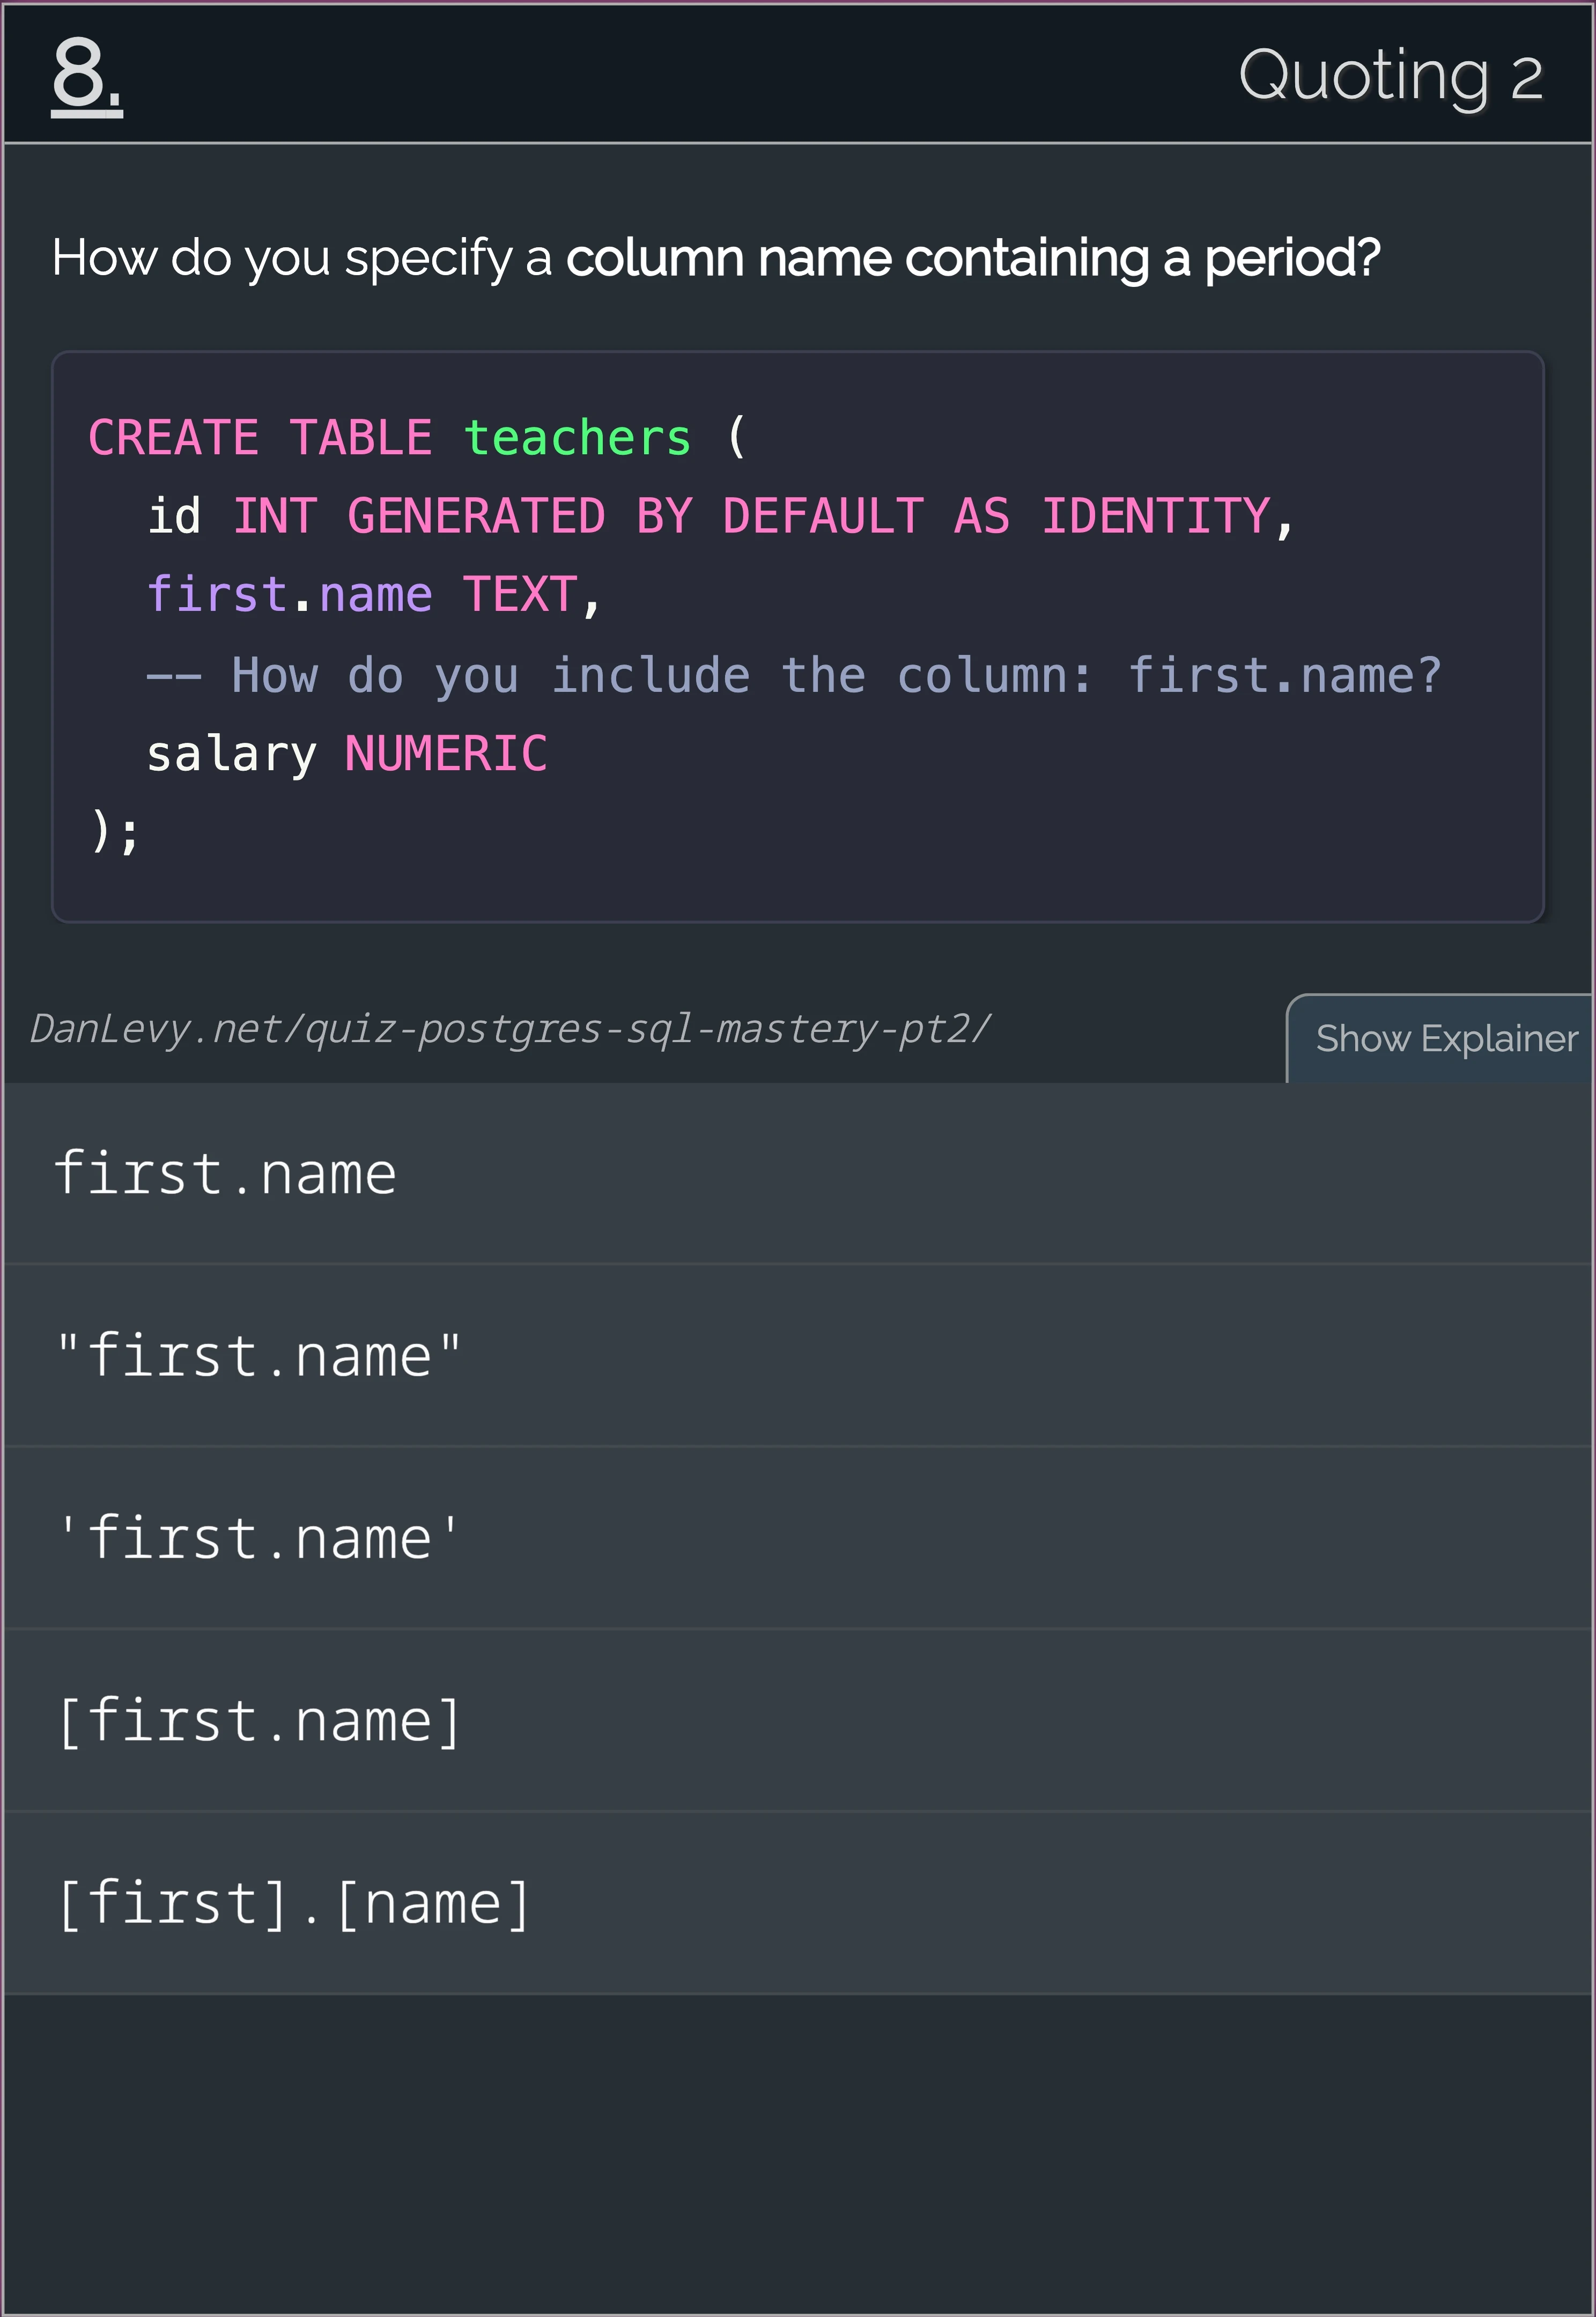 8.
Quoting 2
How do you specify a column name containing a period?
CREATE TABLE teachers (
  id INT GENERATED BY DEFAULT AS IDENTITY,
  first.name TEXT,
  -- How do you include the column: first.name?
  salary NUMERIC
);
DanLevy.net/quiz-postgres-sql-mastery-pt2/
Show Explainer
first.name
"first.name"
'first.name'
[first.name]
[first].[name]